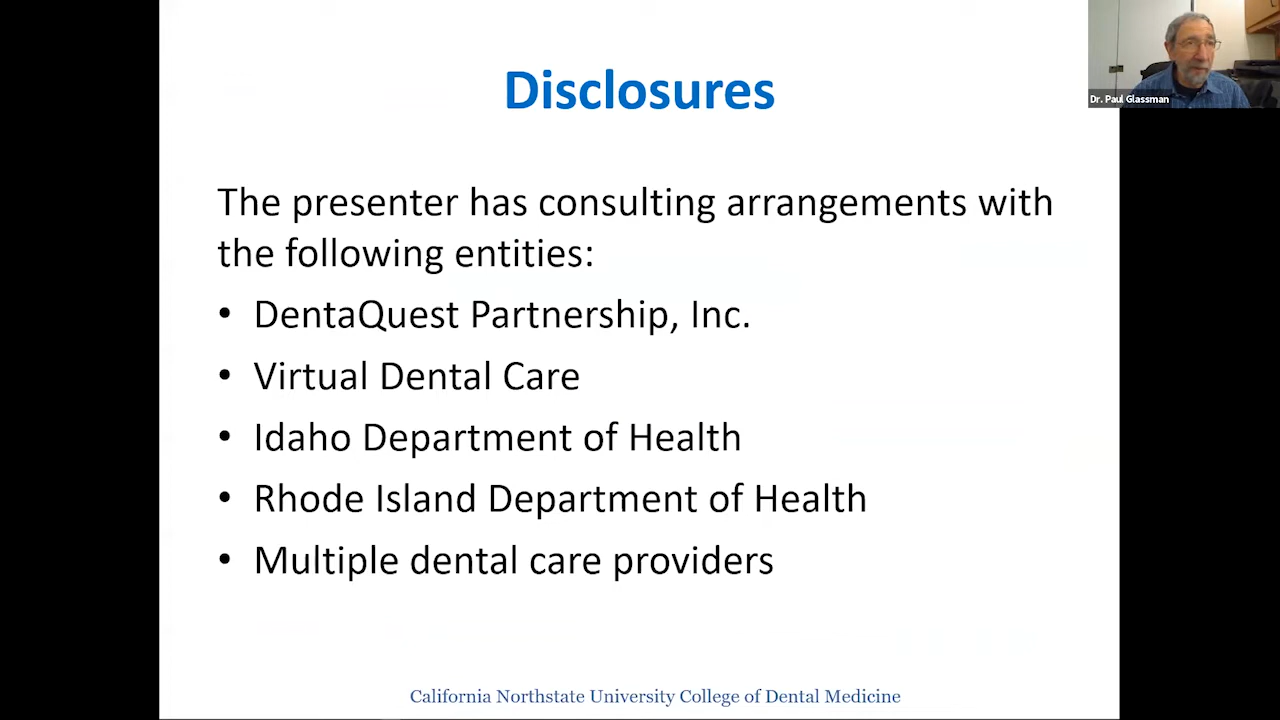 Disclosures
Dr. Paul Glassman
The presenter has consulting arrangements with
the following entities:
• DentaQuest Partnership, Inc.
• Virtual Dental Care
• Idaho Department of Health
• Rhode Island Department of Health
• Multiple dental care providers
California Northstate University College of Dental Medicine